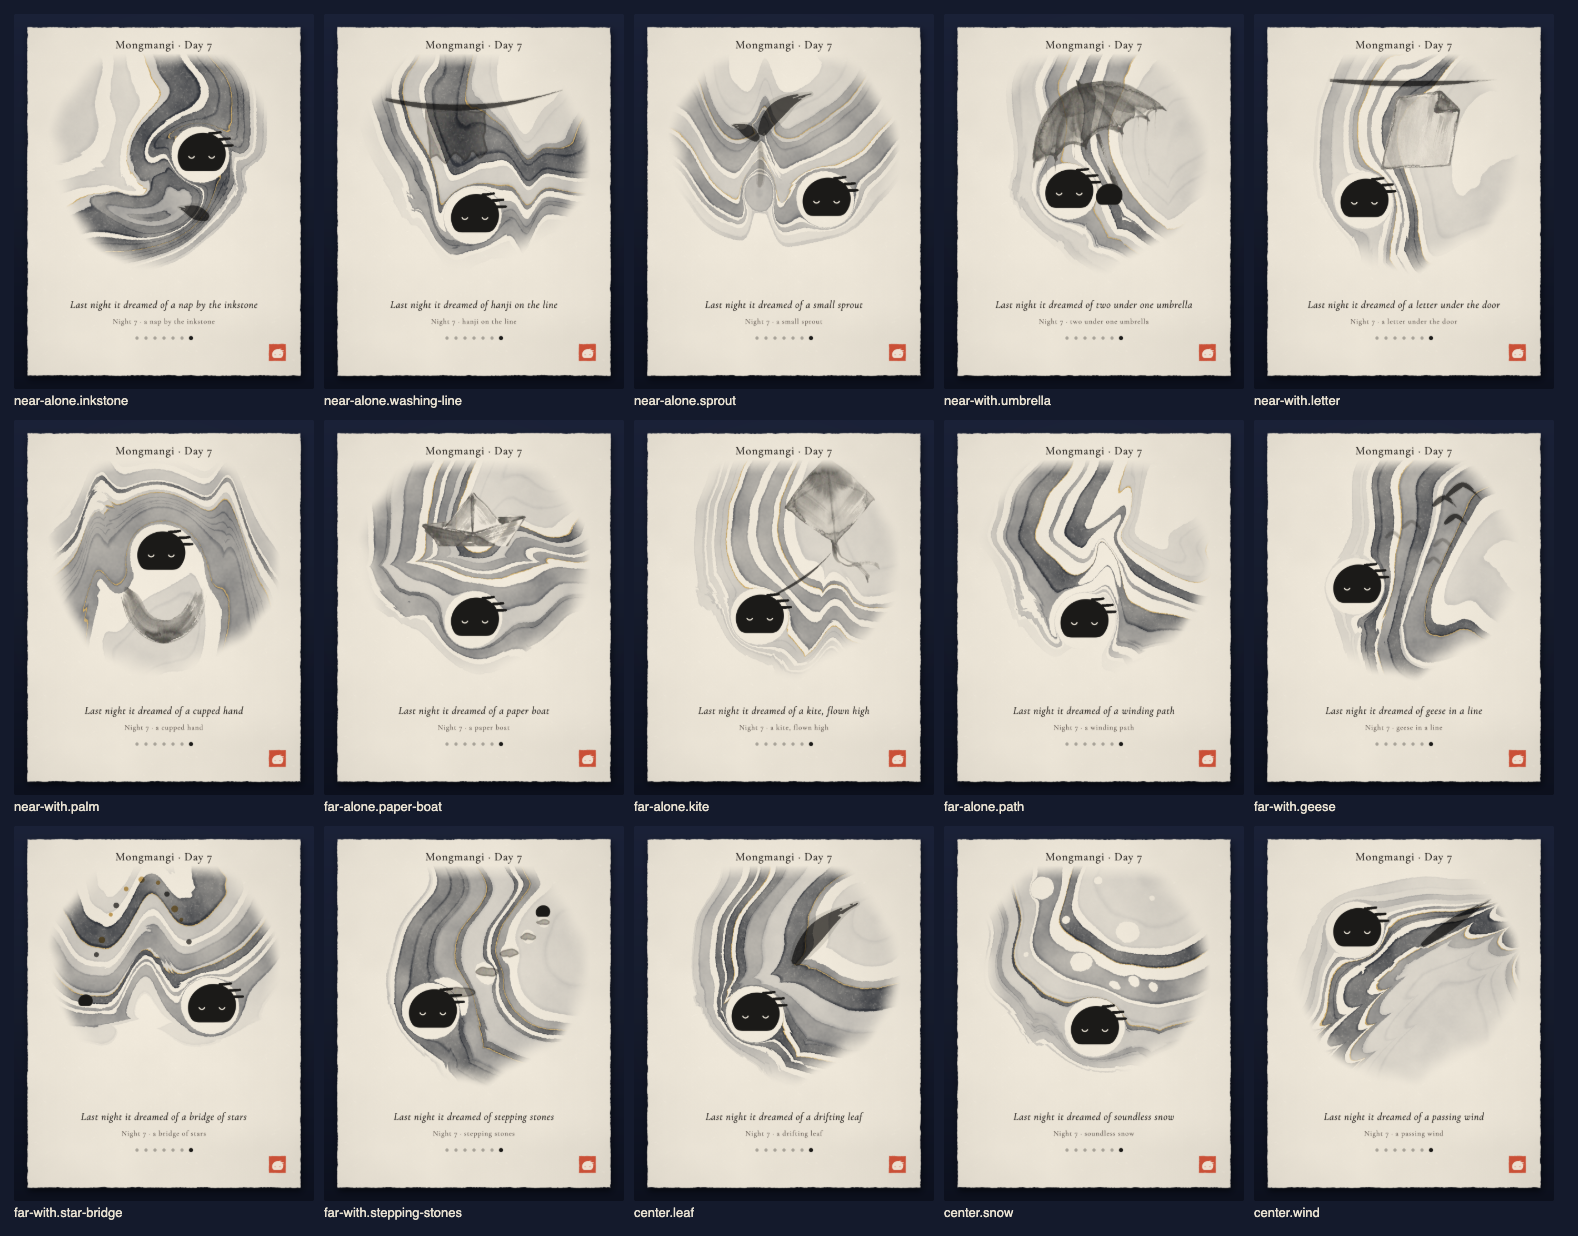 Mongmangi · Day 7
Last night it dreamed of a nap by the inkstone
Night 7 · a nap by the inkstone
near-alone.inkstone
Mongmangi · Day 7
Last night it dreamed of hanji on the line
Night 7 · hanji on the line
near-alone.washing-line
Mongmangi · Day 7
Last night it dreamed of a small sprout
Night 7 · a small sprout
near-alone.sprout
Mongmangi · Day 7
Last night it dreamed of two under one umbrella
Night 7 · two under one umbrella
near-with.umbrella
Mongmangi · Day 7
Last night it dreamed of a letter under the door
Night 7 · a letter under the door
near-with.letter
Mongmangi · Day 7
Last night it dreamed of a cupped hand
Night 7 · a cupped hand
near-with.palm
Mongmangi · Day 7
Last night it dreamed of a paper boat
Night 7 · a paper boat
far-alone.paper-boat
Mongmangi · Day 7
Last night it dreamed of a kite, flown high
Night 7 · a kite, flown high
far-alone.kite
Mongmangi · Day 7
Last night it dreamed of a winding path
Night 7 · a winding path
far-alone.path
Mongmangi · Day 7
Last night it dreamed of geese in a line
Night 7 · geese in a line
far-with.geese
Mongmangi · Day 7
Last night it dreamed of a bridge of stars
Night 7 · a bridge of stars
far-with.star-bridge
Mongmangi · Day 7
Last night it dreamed of stepping stones
Night 7 · stepping stones
far-with.stepping-stones
Mongmangi · Day 7
Last night it dreamed of a drifting leaf
Night 7 · a drifting leaf
center.leaf
Mongmangi · Day 7
Last night it dreamed of soundless snow
Night 7 · soundless snow
center.snow
Mongmangi · Day 7
Last night it dreamed of a passing wind
Night 7 · a passing wind
center.wind